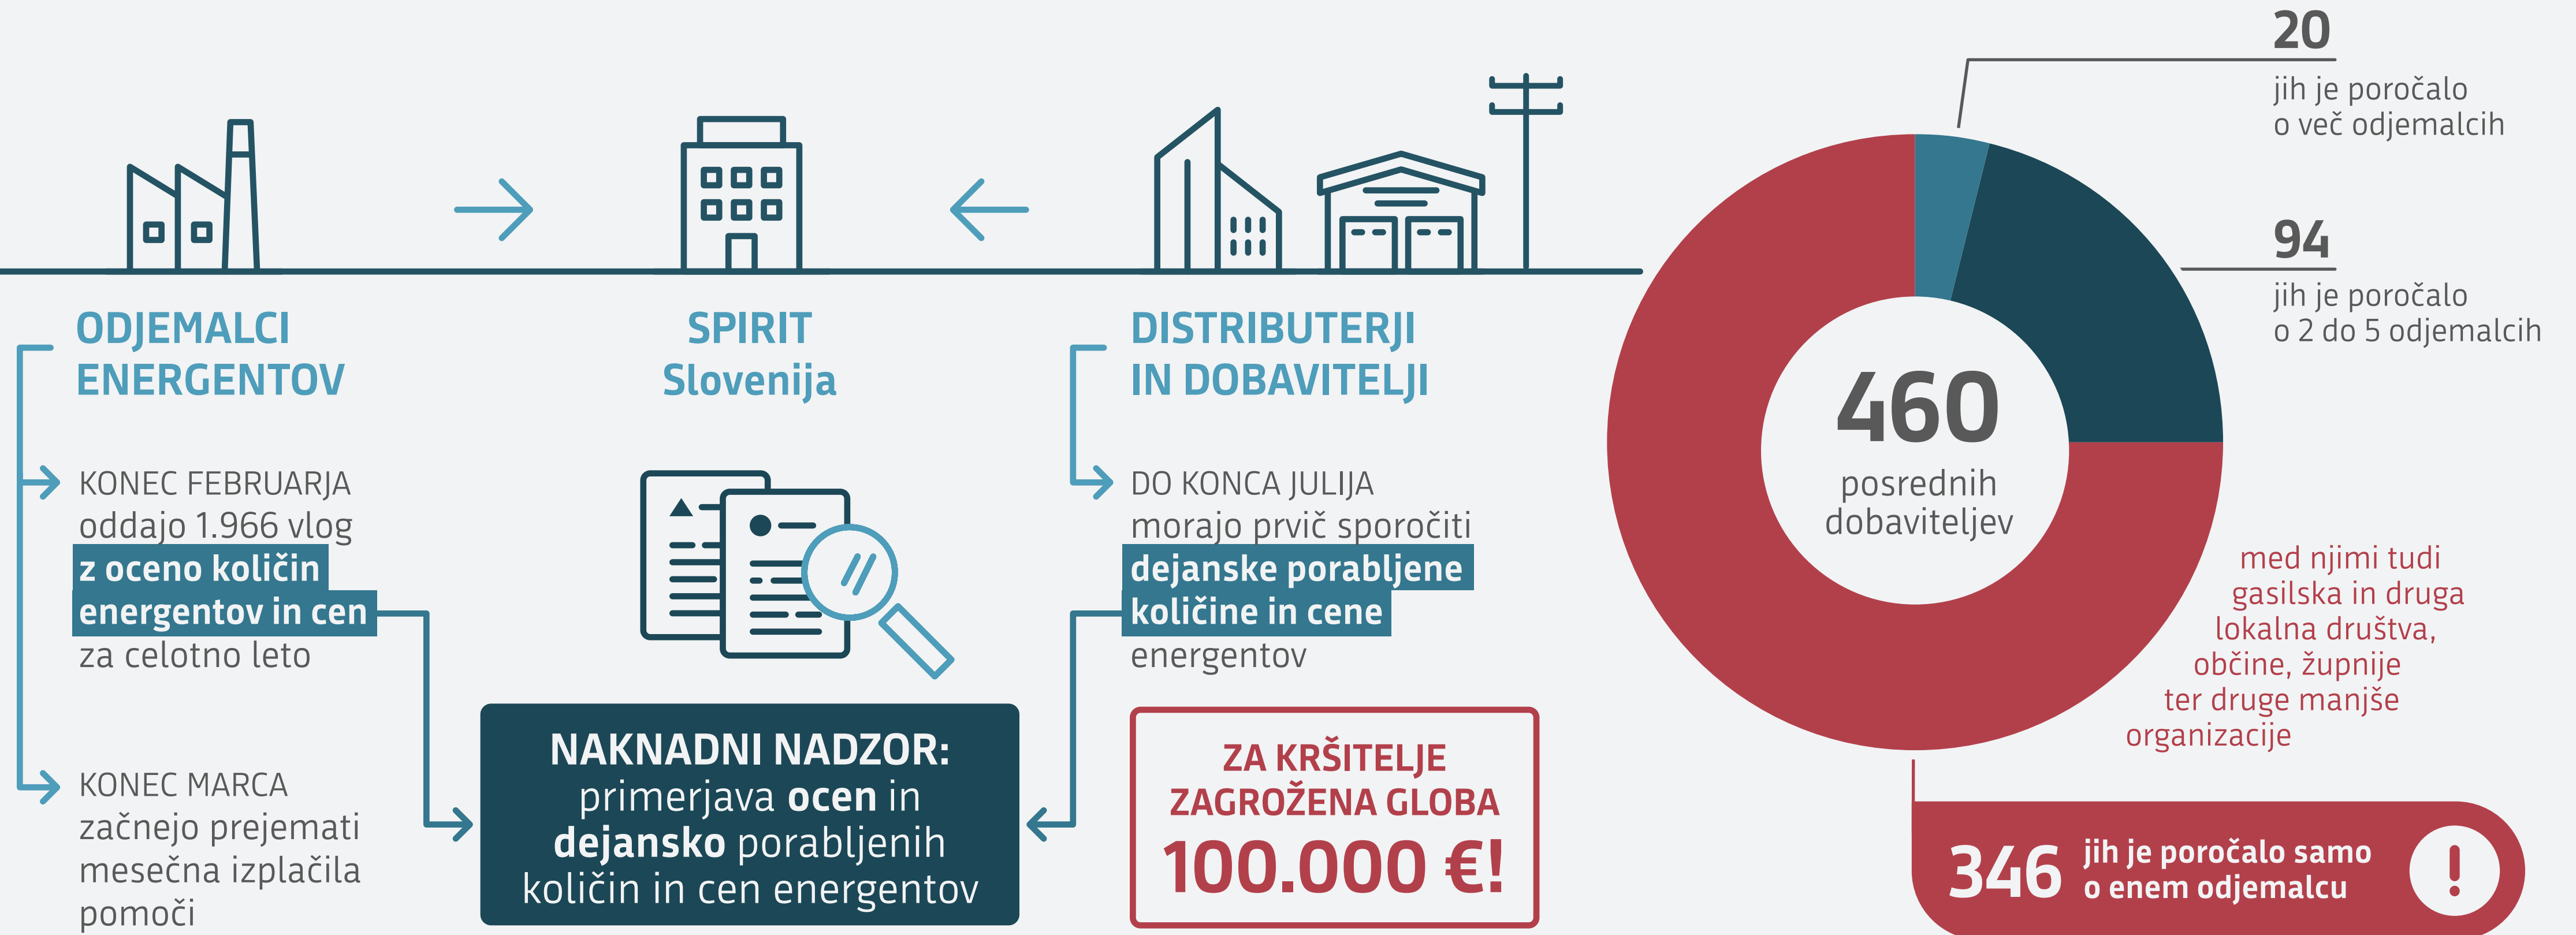 ODJEMALCI
ENERGENTOV
KONEC FEBRUARJA
oddajo 1.966 vlog
z oceno količin
energentov in cen
za celotno leto
KONEC MARCA
začnejo prejemati
mesečna izplačila
pomoči
SPIRIT
Slovenija
NAKNADNI NADZOR:
primerjava ocen in
dejansko porabljenih
količin in cen energentov
DISTRIBUTERJI
IN DOBAVITELJI
DO KONCA JULIJA
morajo prvič sporočiti
dejanske porabljene
količine in cene
energentov
ZA KRŠITELJE
ZAGROŽENA GLOBA
100.000 €!
460
posrednih
dobaviteljev
20
jih je poročalo
o več odjemalcih
94
jih je poročalo
o 2 do 5 odjemalcih
med njimi tudi
gasilska in druga
lokalna društva,
občine, župnije
ter druge manjše
organizacije
346 jih je poročalo samo
o enem odjemalcu
!